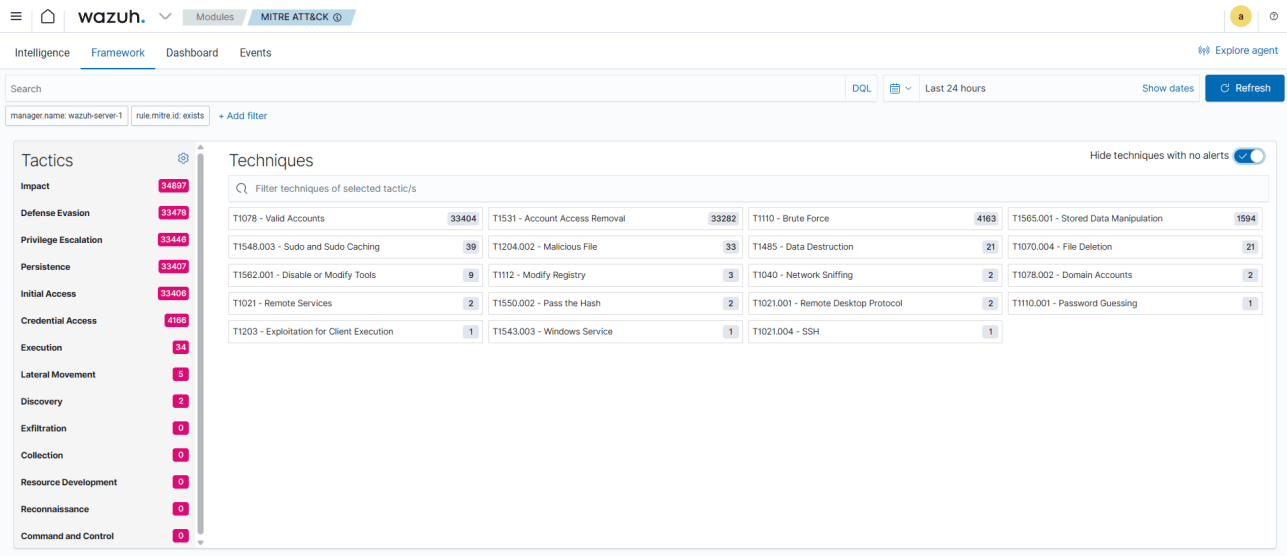 wazuh. Modules MITRE ATT&CK a
Intelligence Framework Dashboard Events Explore agent
Search DQL Last 24 hours Show dates Refresh
manager.name: wazuh-server-1 rule.mitre.id: exists + Add filter
Tactics
Impact 34897
Defense Evasion 33478
Privilege Escalation 33446
Persistence 33407
Initial Access 33406
Credential Access 4166
Execution 34
Lateral Movement 5
Discovery 2
Exfiltration 0
Collection 0
Resource Development 0
Reconnaissance 0
Command and Control 0
Techniques Hide techniques with no alerts
Filter techniques of selected tactic/s
T1078 - Valid Accounts 33404 T1531 - Account Access Removal 33282 T1110 - Brute Force 4163 T1565.001 - Stored Data Manipulation 1594
T1548.003 - Sudo and Sudo Caching 39 T1204.002 - Malicious File 33 T1485 - Data Destruction 21 T1070.004 - File Deletion 21
T1562.001 - Disable or Modify Tools 9 T1112 - Modify Registry 3 T1040 - Network Sniffing 2 T1078.002 - Domain Accounts 2
T1021 - Remote Services 2 T1550.002 - Pass the Hash 2 T1021.001 - Remote Desktop Protocol 2 T1110.001 - Password Guessing 1
T1203 - Exploitation for Client Execution 1 T1543.003 - Windows Service 1 T1021.004 - SSH 1